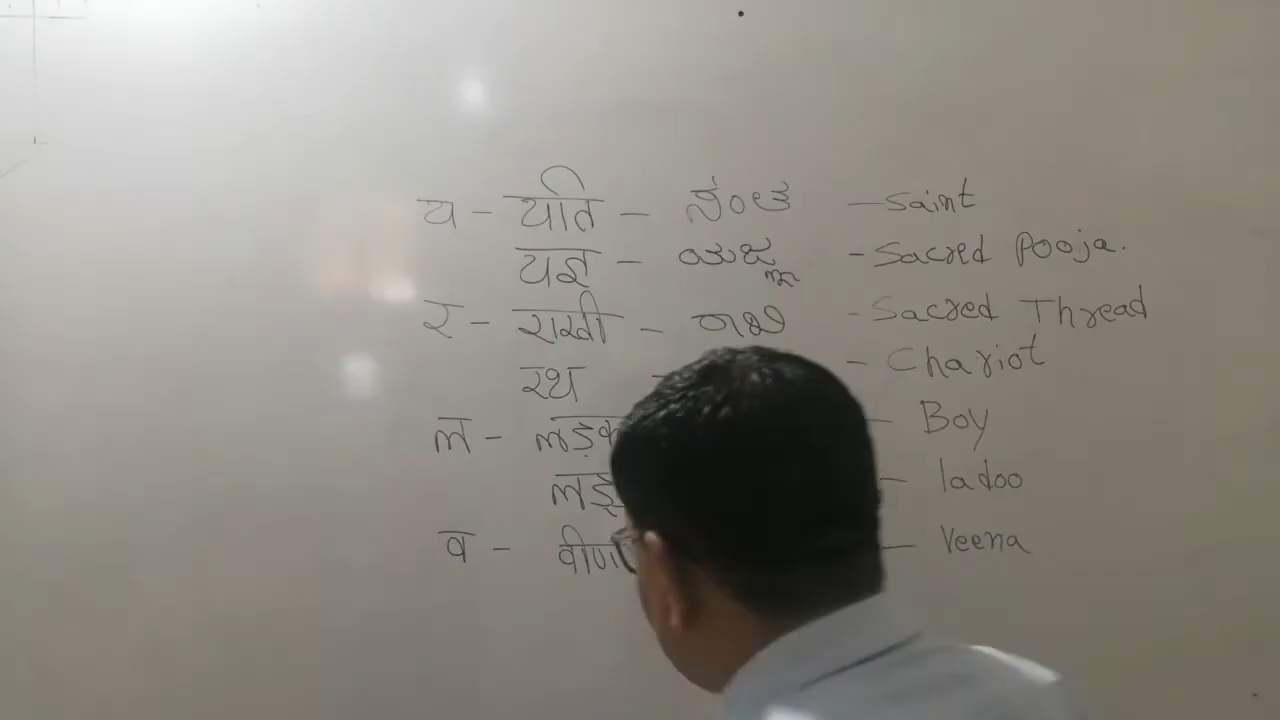 य - यति - ಸಂತ - Saint
यज्ञ - ಯಜ್ಞ - Sacred Pooja.
र - राखी - ರಾಖಿ - Sacred Thread
रथ - - Chariot
ल - - Boy
- ladoo
व - - Veena